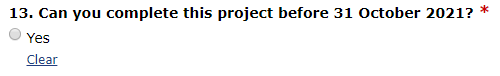 13. Can you complete this project before 31 October 2021? *
Yes
Clear